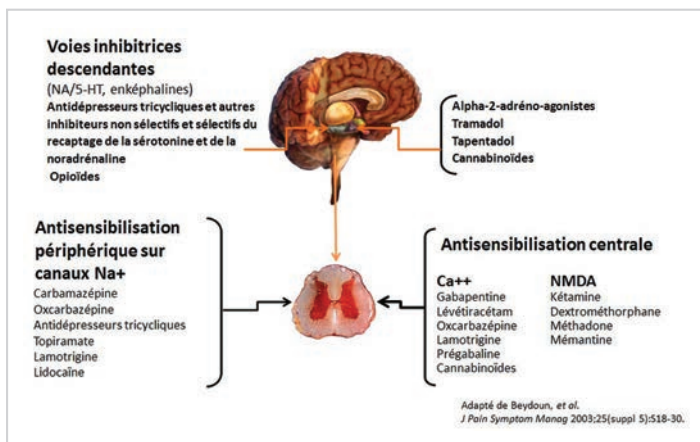 Voies inhibitrices
descendantes
(NA/5-HT, enképhalines)
Antidépresseurs tricycliques et autres
inhibiteurs non sélectifs et sélectifs du
recaptage de la sérotonine et de la
noradrénaline
Opioïdes
Alpha-2-adréno-agonistes
Tramadol
Tapentadol
Cannabinoïdes
Antisensibilisation
périphérique sur
canaux Na+
Carbamazépine
Oxcarbazépine
Antidépresseurs tricycliques
Topiramate
Lamotrigine
Lidocaïne
Antisensibilisation centrale
Ca++
Gabapentine
Lévétiracétam
Oxcarbazépine
Lamotrigine
Prégabaline
Cannabinoïdes
NMDA
Kétamine
Dextrométhorphane
Méthadone
Mémantine
Adapté de Beydoun, et al.
J Pain Symptom Manag 2003;25(suppl 5):S18-30.